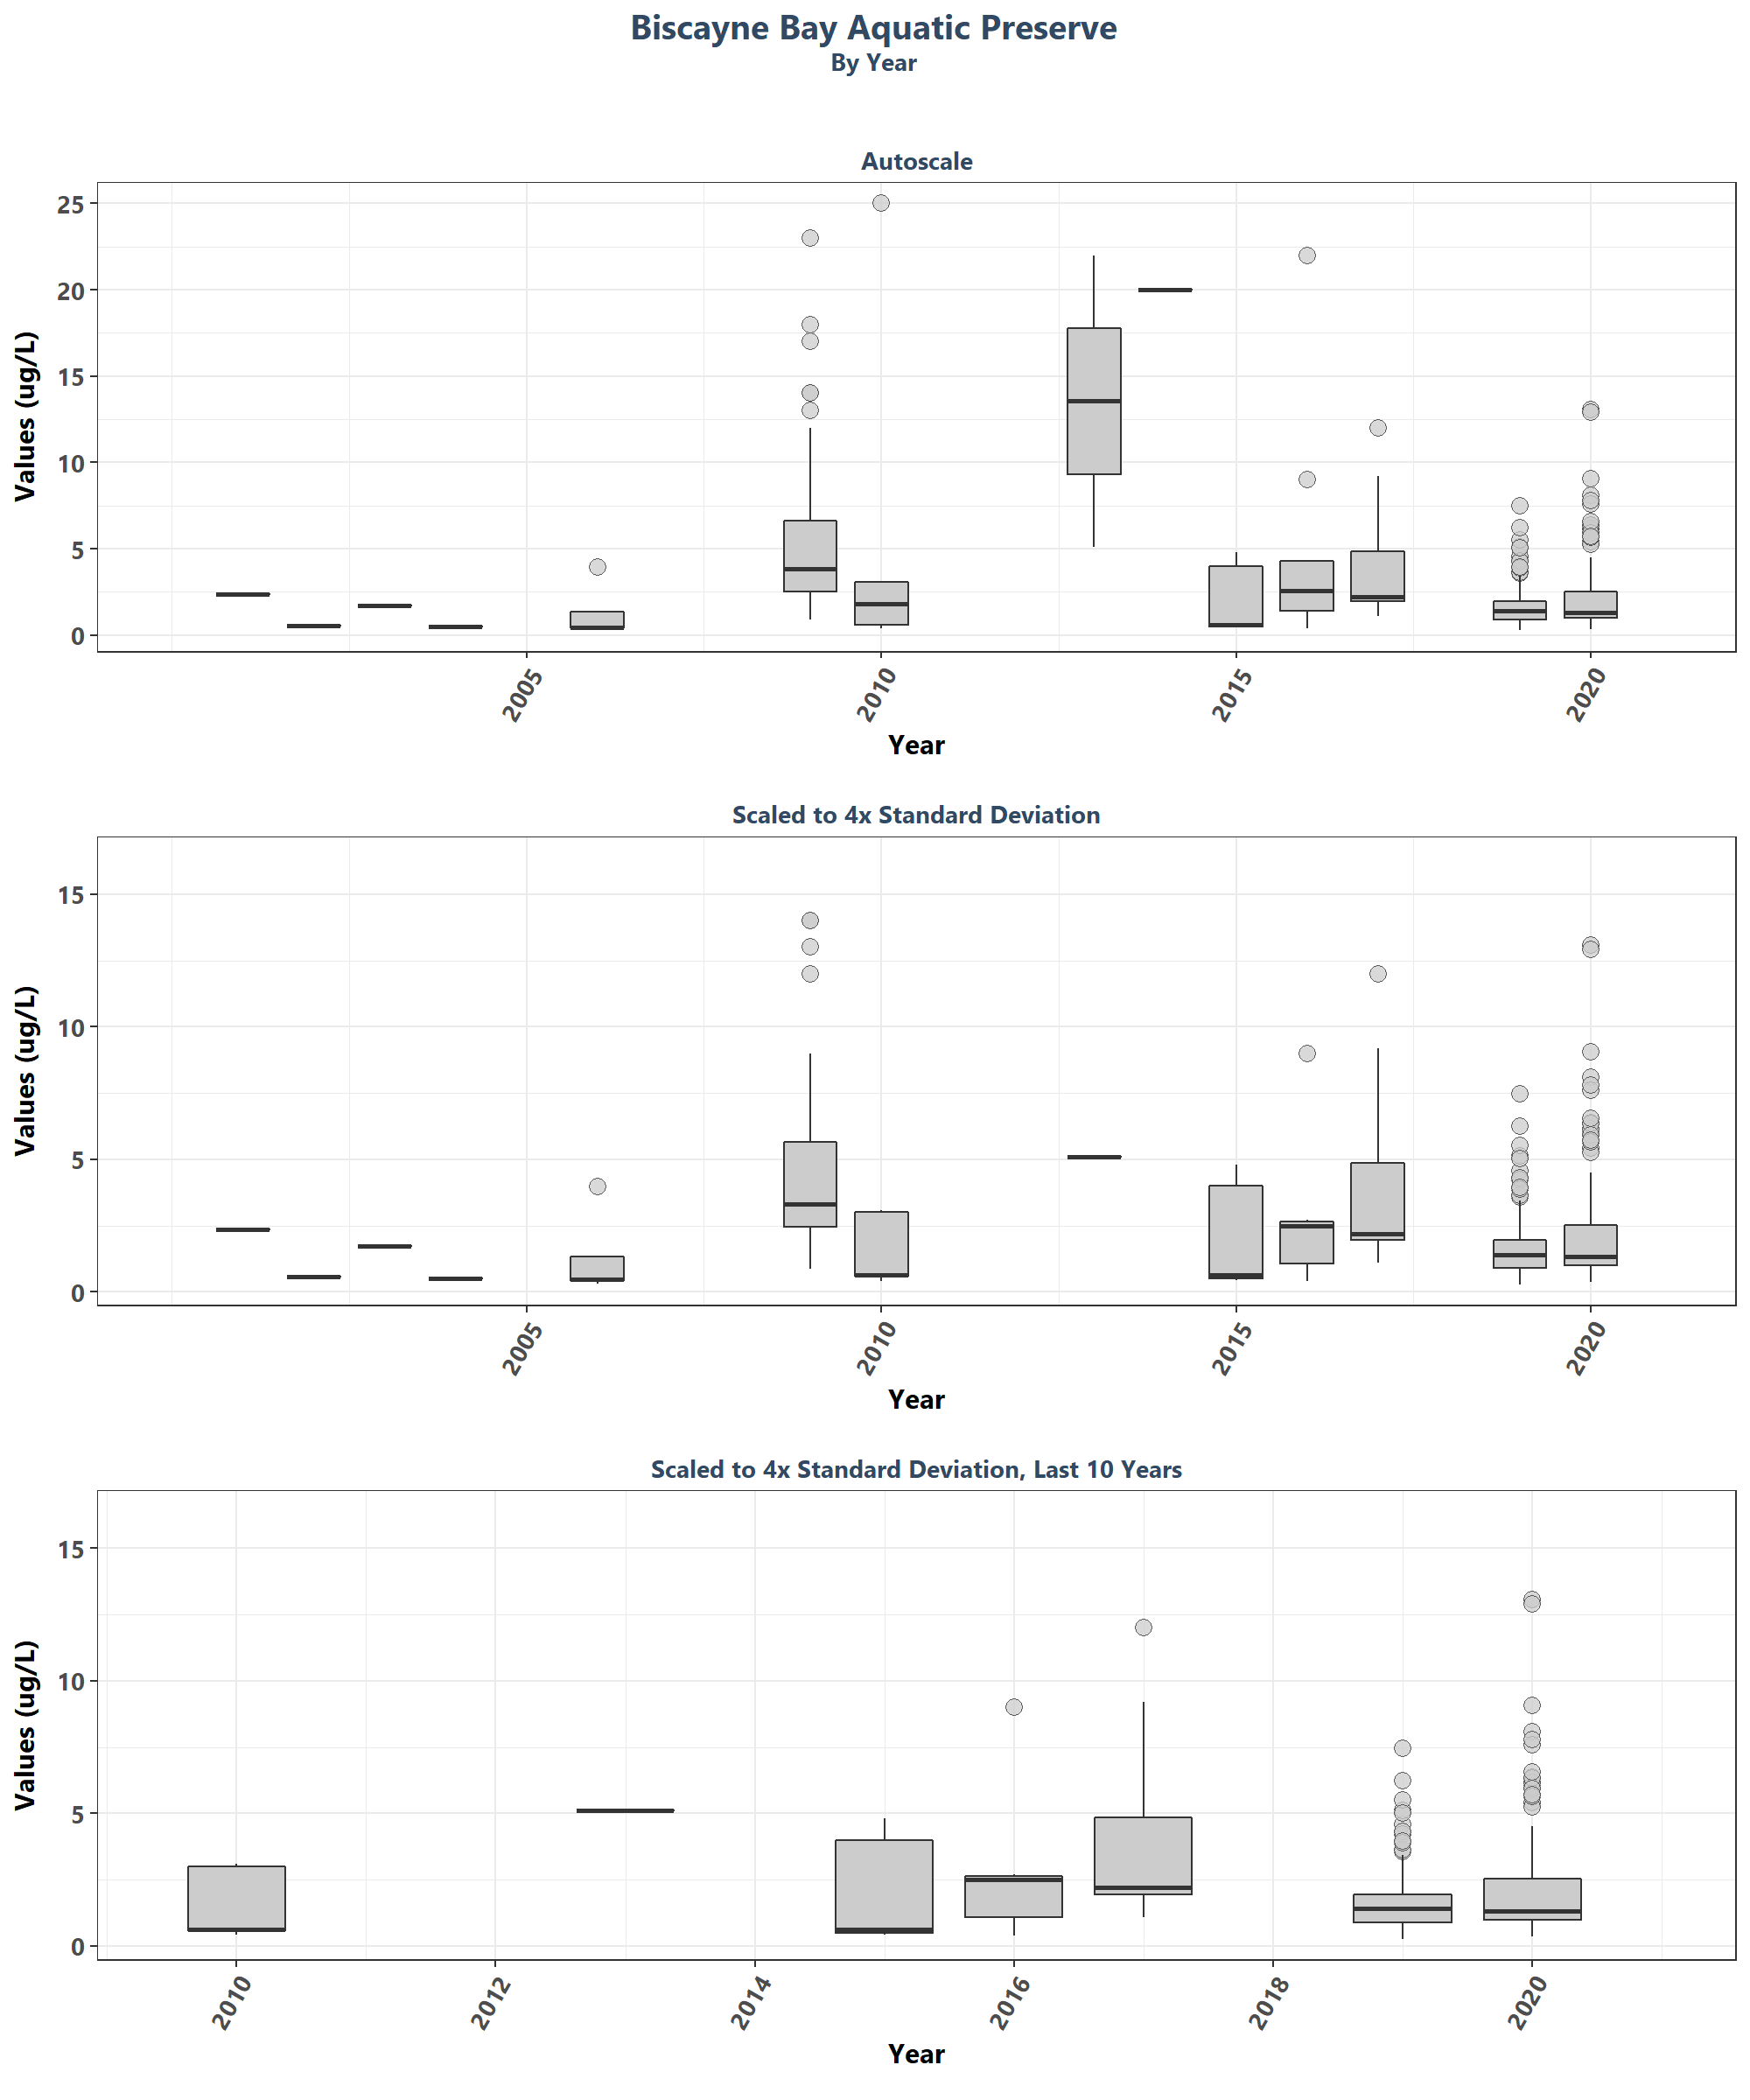 Biscayne Bay Aquatic Preserve
By Year
Autoscale
Values (ug/L)
25
20
15
10
5
0
2005
2010
2015
2020
Year
Scaled to 4x Standard Deviation
Values (ug/L)
15
10
5
0
2005
2010
2015
2020
Year
Scaled to 4x Standard Deviation, Last 10 Years
Values (ug/L)
15
10
5
0
2010
2012
2014
2016
2018
2020
Year